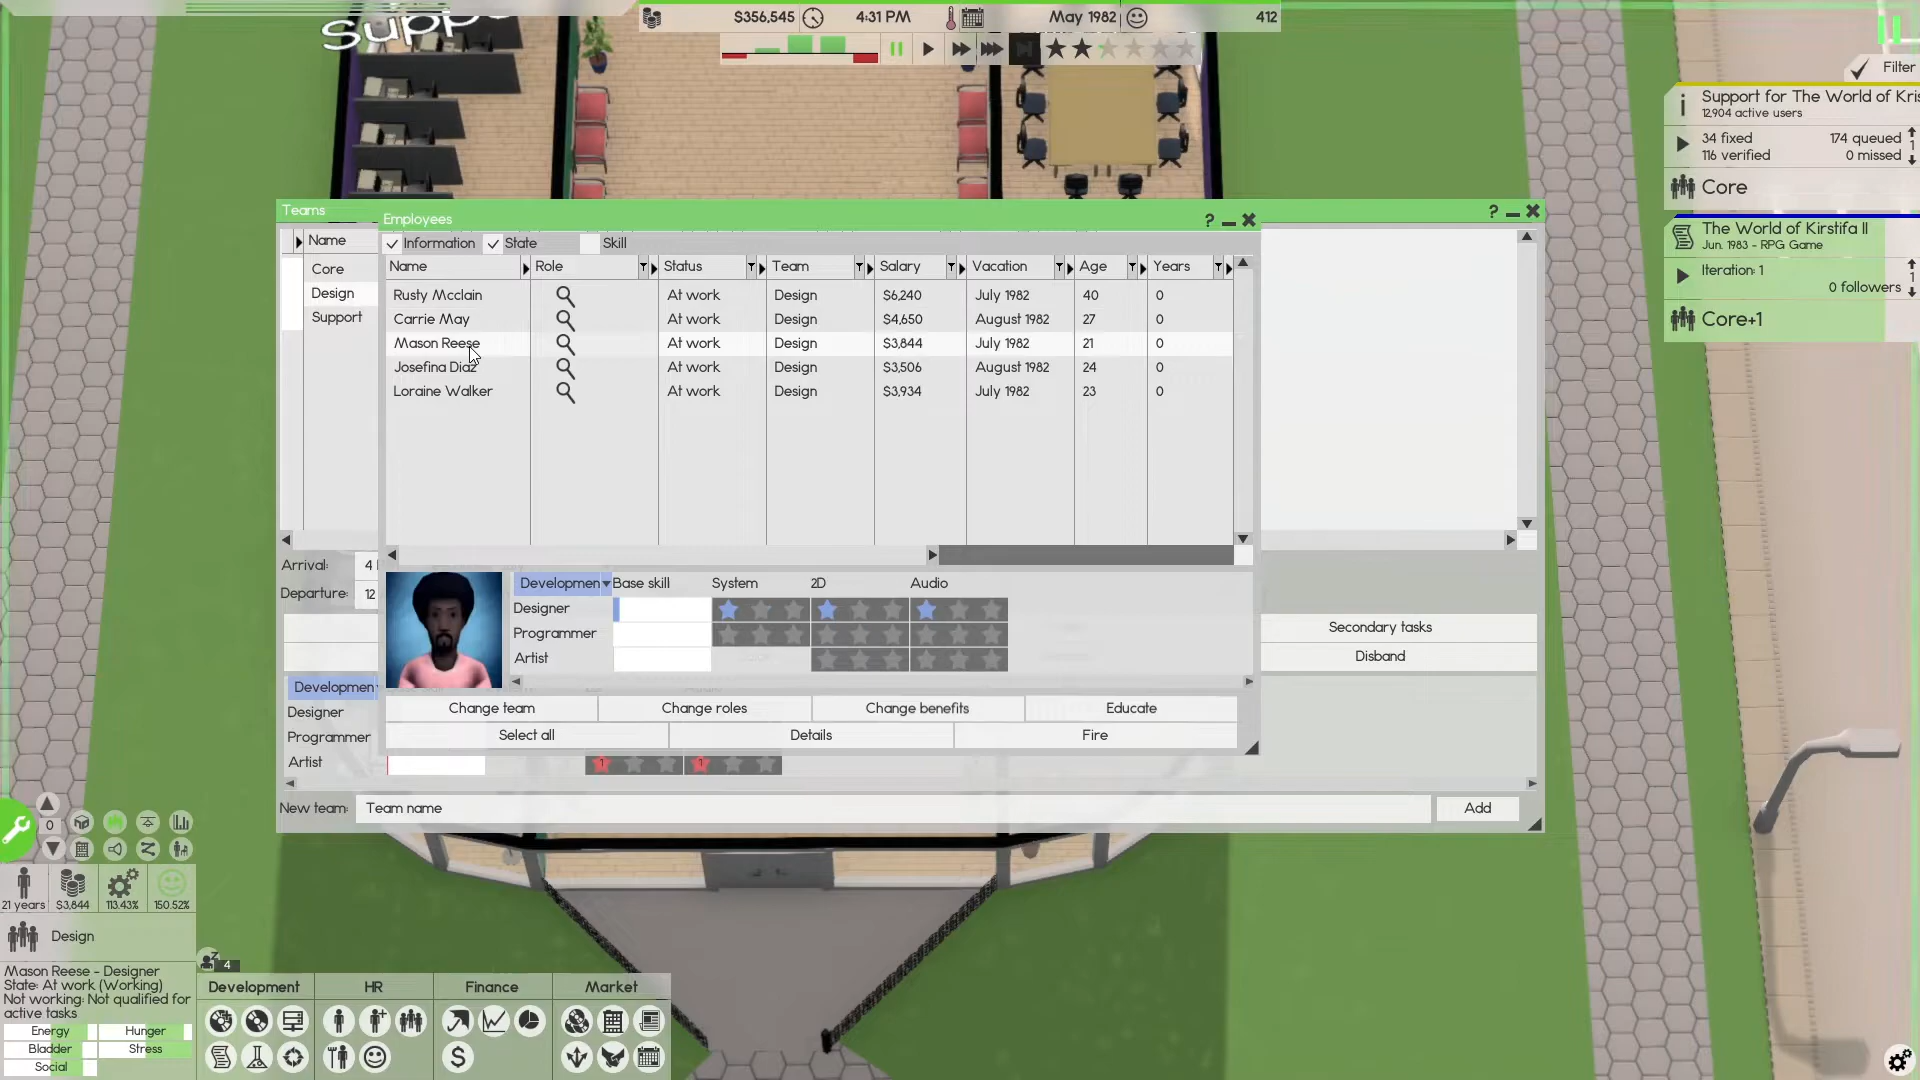 Suppo
$356,545
4:31 PM
May 1982
412
Filter
Support for The World of Kris
12,904 active users
34 fixed 174 queued
116 verified 0 missed
1
Core
The World of Kirstifa II
Jun. 1983 - RPG Game
Iteration: 1
0 followers
1
Core+1
Teams
? 
Name
Core
Design
Support
Employees
?
Information State Skill
Name Role Status Team Salary Vacation Age Years
Rusty Mcclain At work Design $6,240 July 1982 40 0
Carrie May At work Design $4,650 August 1982 27 0
Mason Reese At work Design $3,844 July 1982 21 0
Josefina Diaz At work Design $3,506 August 1982 24 0
Loraine Walker At work Design $3,934 July 1982 23 0
Arrival: 4
Departure: 12
Developmen Base skill System 2D Audio
Designer
Programmer
Artist
Change team Change roles Change benefits Educate
Select all Details Fire
Secondary tasks
Disband
Developmen
Designer
Programmer
Artist 1 1
New team: Team name Add
0
21 years $3,844 113.43% 150.52%
Design
Mason Reese - Designer
State: At work (Working)
Not working: Not qualified for
active tasks
Energy Hunger
Bladder Stress
Social
z
4
Development HR Finance Market